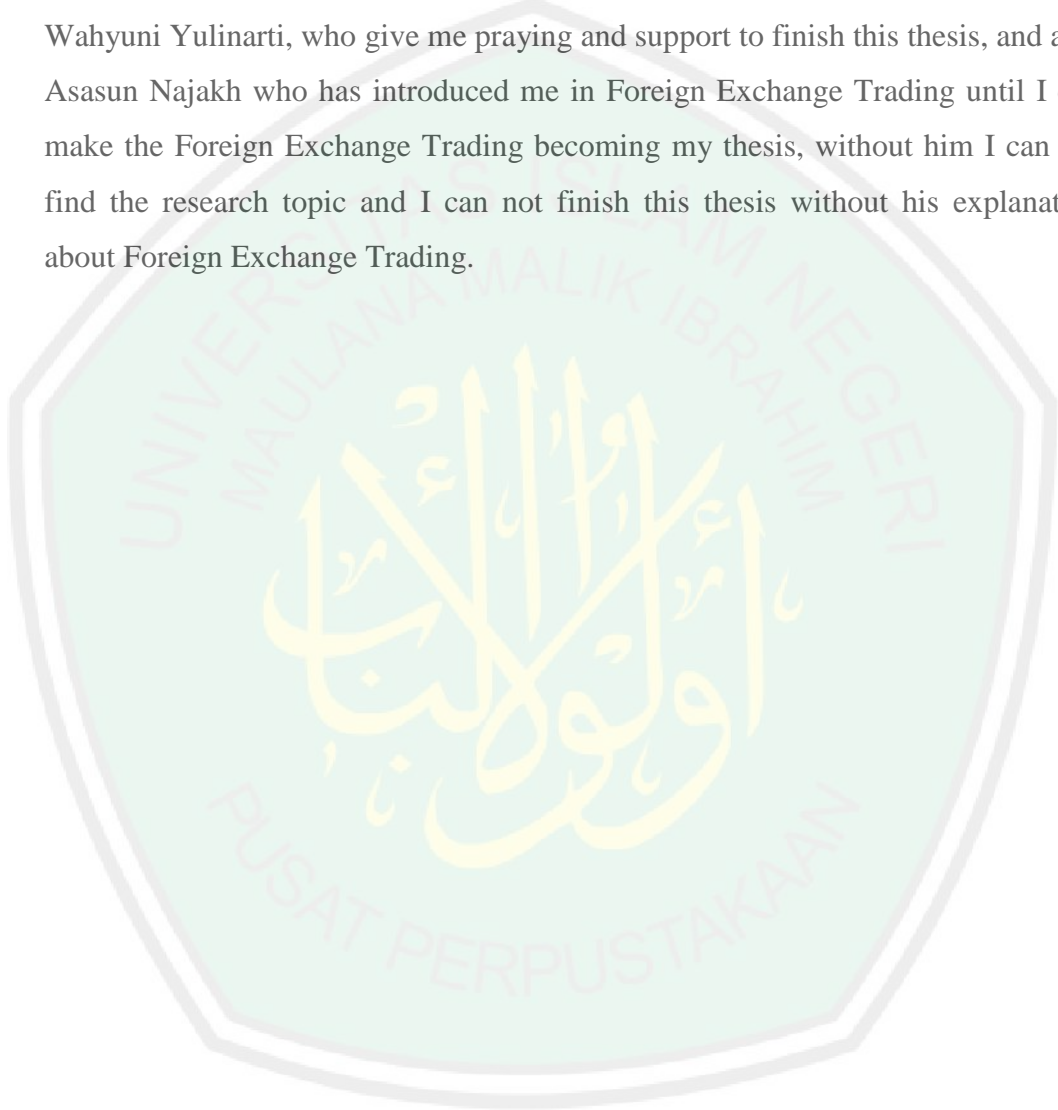 Wahyuni Yulinarti, who give me praying and support to finish this thesis, and a
Asasun Najakh who has introduced me in Foreign Exchange Trading until I
make the Foreign Exchange Trading becoming my thesis, without him I can
find the research topic and I can not finish this thesis without his explanat
about Foreign Exchange Trading.
UNIVERSITAS ISLAM NEGERI
MAULANA MALIK IBRAHIM
أولوا الألباب
PUSAT PERPUSTAKAAN